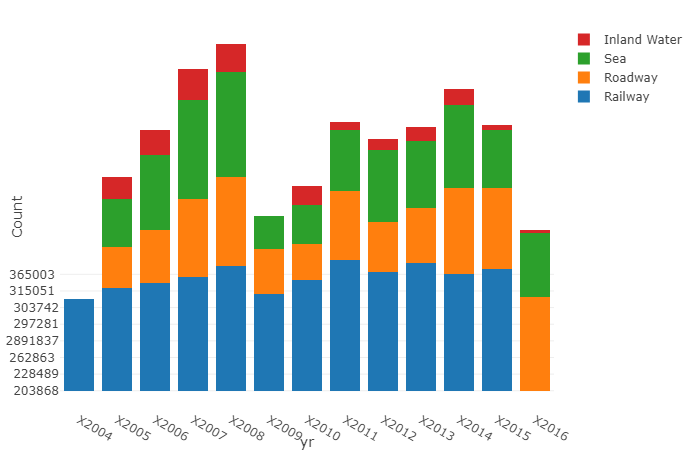 Inland Water
Sea
Roadway
Railway
Count
365003
315051
303742
297281
2891837
262863
228489
203868
X2004
X2005
X2006
X2007
X2008
X2009
X2010
X2011
X2012
X2013
X2014
X2015
X2016
yr